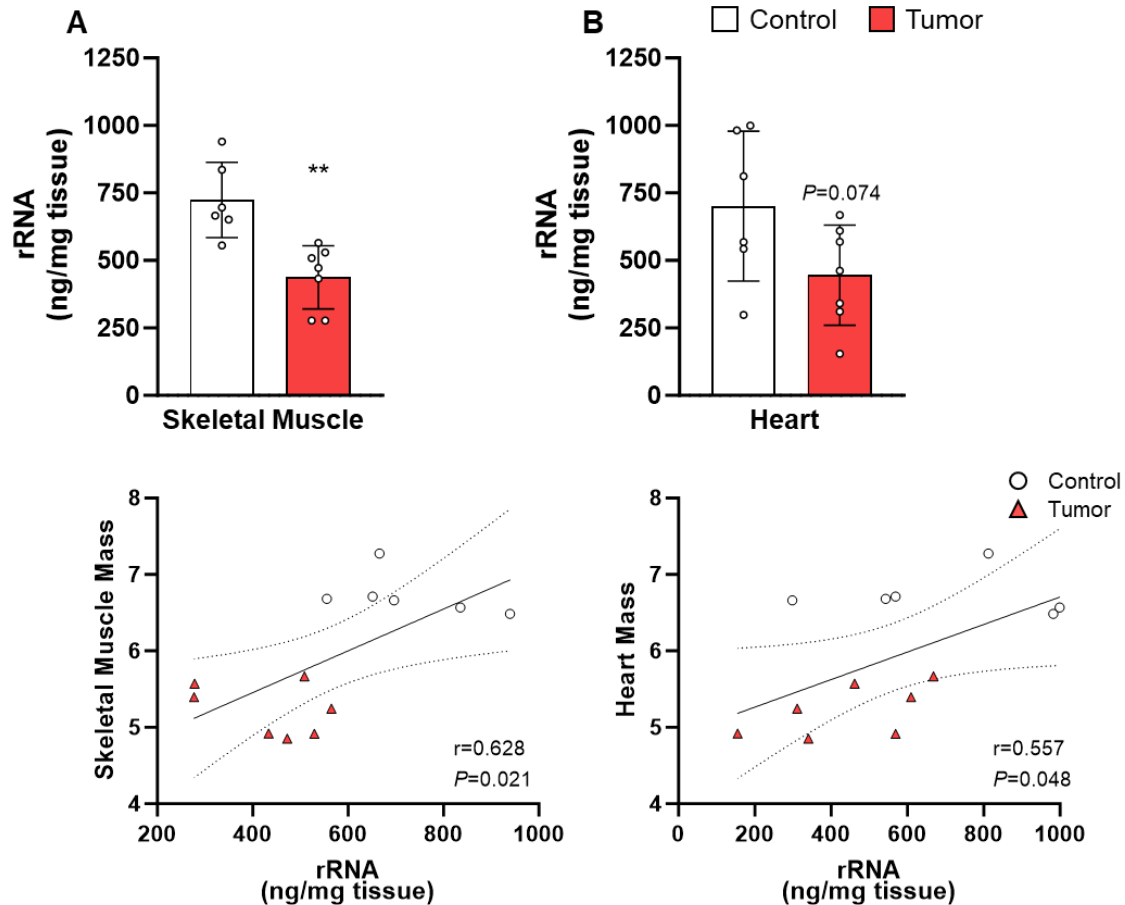 A
B
Control
Tumor
1250
1000
750
500
250
0
rRNA
(ng/mg tissue)
**
Skeletal Muscle
1250
1000
750
500
250
0
rRNA
(ng/mg tissue)
P=0.074
Heart
8
7
6
5
4
Skeletal Muscle Mass
r=0.628
P=0.021
200
400
600
800
1000
rRNA
(ng/mg tissue)
Control
Tumor
8
7
6
5
4
Heart Mass
r=0.557
P=0.048
0
200
400
600
800
1000
rRNA
(ng/mg tissue)